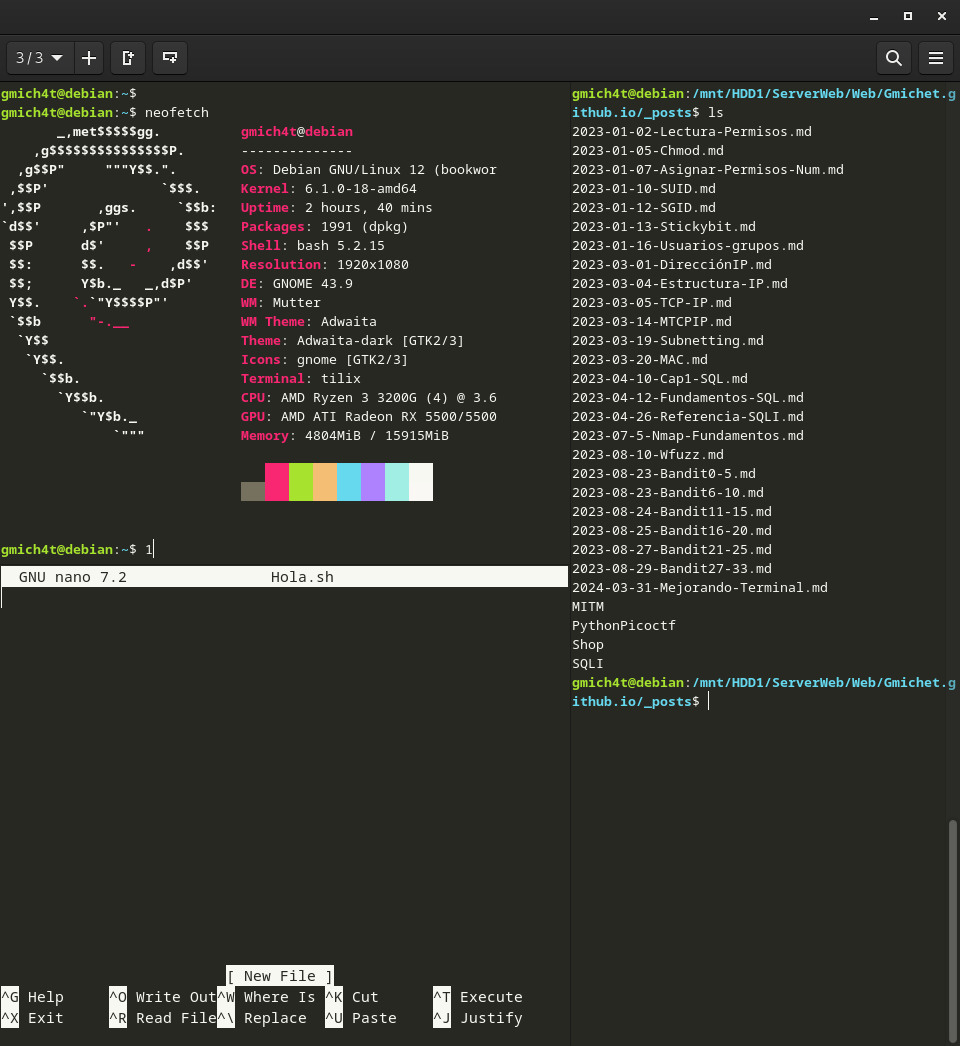 3/3
gmich4t@debian:~$
gmich4t@debian:~$ neofetch
       _,met$$$$$gg.          gmich4t@debian
    ,g$$$$$$$$$$$$$$$P.       --------------
  ,g$$P"     """Y$$.".        OS: Debian GNU/Linux 12 (bookwor
 ,$$P'              `$$$.     Kernel: 6.1.0-18-amd64
',$$P       ,ggs.     `$$b:   Uptime: 2 hours, 40 mins
`d$$'     ,$P"'   .    $$$    Packages: 1991 (dpkg)
 $$P      d$'     ,    $$P    Shell: bash 5.2.15
 $$:      $$.   -    ,d$$'    Resolution: 1920x1080
 $$;      Y$b._   _,d$P'      DE: GNOME 43.9
 Y$$.    `.`"Y$$$$P"'         WM: Mutter
 `$$b      "-.__              WM Theme: Adwaita
  `Y$$                        Theme: Adwaita-dark [GTK2/3]
   `Y$$.                      Icons: gnome [GTK2/3]
     `$$b.                    Terminal: tilix
       `Y$$b.                 CPU: AMD Ryzen 3 3200G (4) @ 3.6
          `"Y$b._             GPU: AMD ATI Radeon RX 5500/5500
              `"""            Memory: 4804MiB / 15915MiB
gmich4t@debian:~$ 1
GNU nano 7.2                Hola.sh
[ New File ]
^G Help     ^O Write Out^W Where Is ^K Cut      ^T Execute
^X Exit     ^R Read File^\ Replace  ^U Paste    ^J Justify
gmich4t@debian:/mnt/HDD1/ServerWeb/Web/Gmichet.g
ithub.io/_posts$ ls
2023-01-02-Lectura-Permisos.md
2023-01-05-Chmod.md
2023-01-07-Asignar-Permisos-Num.md
2023-01-10-SUID.md
2023-01-12-SGID.md
2023-01-13-Stickybit.md
2023-01-16-Usuarios-grupos.md
2023-03-01-DirecciónIP.md
2023-03-04-Estructura-IP.md
2023-03-05-TCP-IP.md
2023-03-14-MTCPIP.md
2023-03-19-Subnetting.md
2023-03-20-MAC.md
2023-04-10-Cap1-SQL.md
2023-04-12-Fundamentos-SQL.md
2023-04-26-Referencia-SQLI.md
2023-07-5-Nmap-Fundamentos.md
2023-08-10-Wfuzz.md
2023-08-23-Bandit0-5.md
2023-08-23-Bandit6-10.md
2023-08-24-Bandit11-15.md
2023-08-25-Bandit16-20.md
2023-08-27-Bandit21-25.md
2023-08-29-Bandit27-33.md
2024-03-31-Mejorando-Terminal.md
MITM
PythonPicoctf
Shop
SQLI
gmich4t@debian:/mnt/HDD1/ServerWeb/Web/Gmichet.g
ithub.io/_posts$